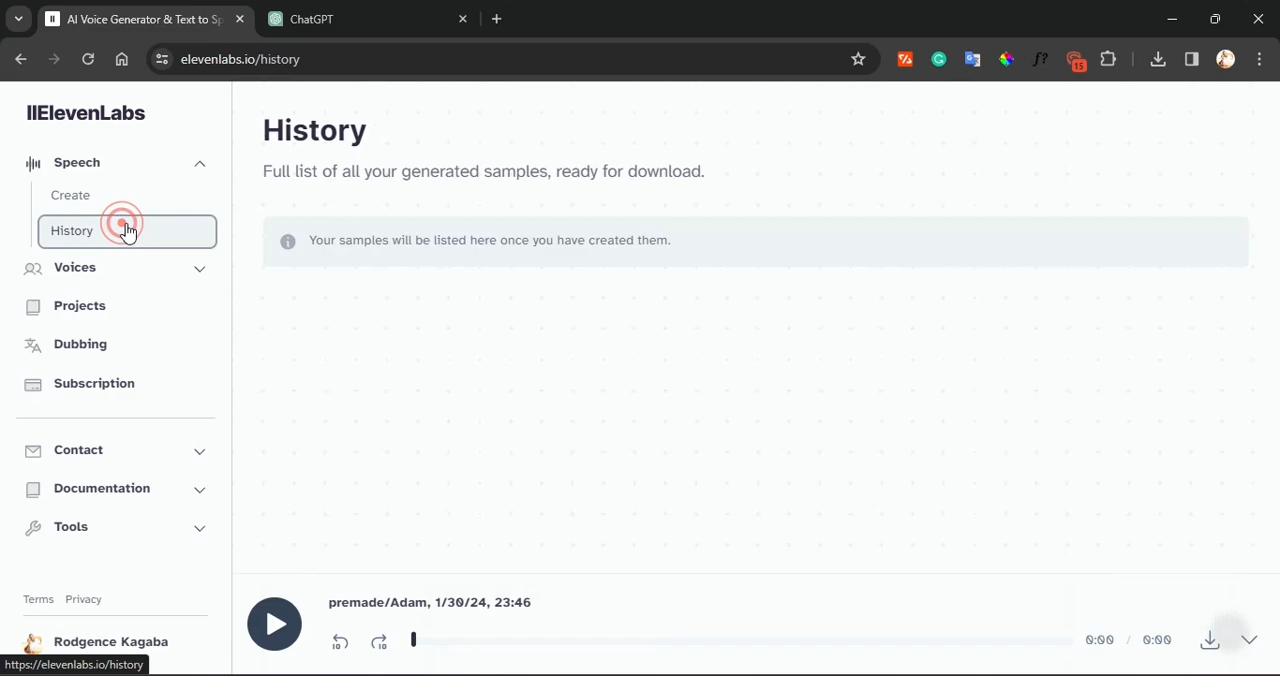 AI Voice Generator & Text to Sp
ChatGPT
elevenlabs.io/history
15
IIElevenLabs
Speech
Create
History
Voices
Projects
Dubbing
Subscription
Contact
Documentation
Tools
Terms Privacy
Rodgence Kagaba
https://elevenlabs.io/history
History
Full list of all your generated samples, ready for download.
Your samples will be listed here once you have created them.
premade/Adam, 1/30/24, 23:46
10 10 0:00 / 0:00